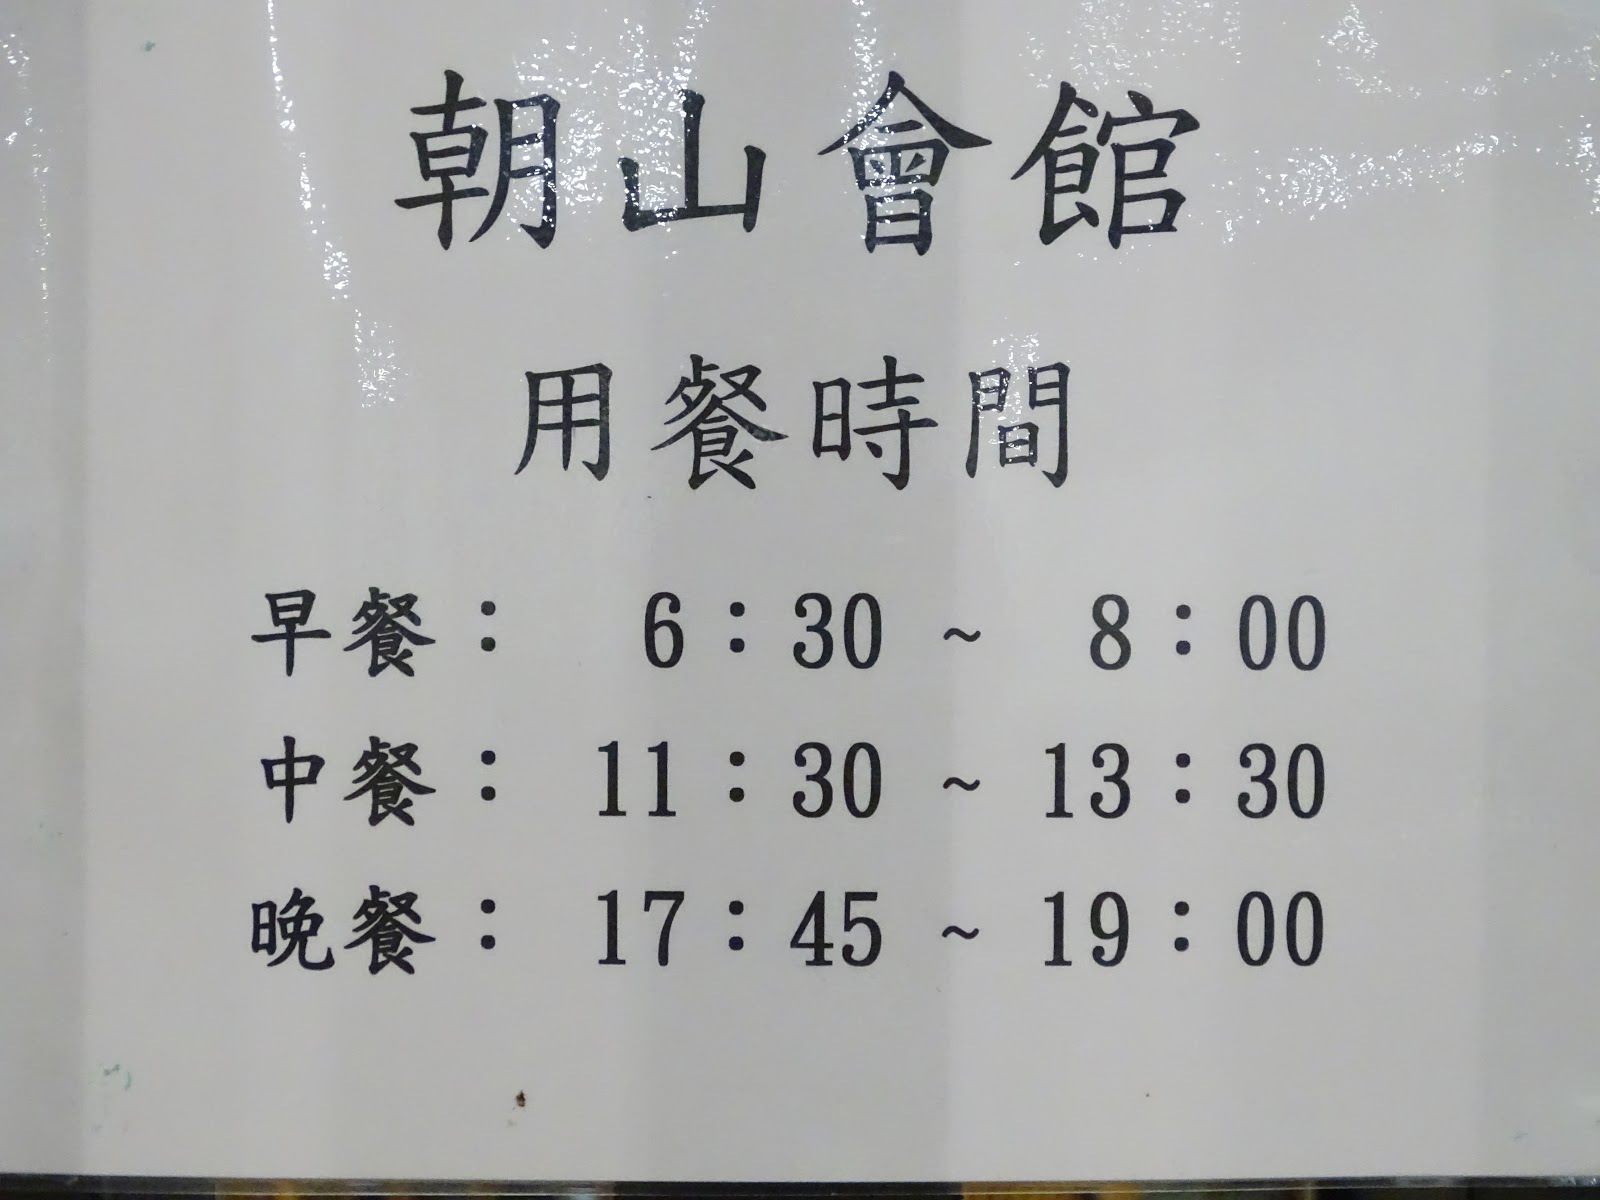 朝山會館
用餐時間
早餐： 6：30 ~ 8：00
中餐： 11：30 ~ 13：30
晚餐： 17：45 ~ 19：00